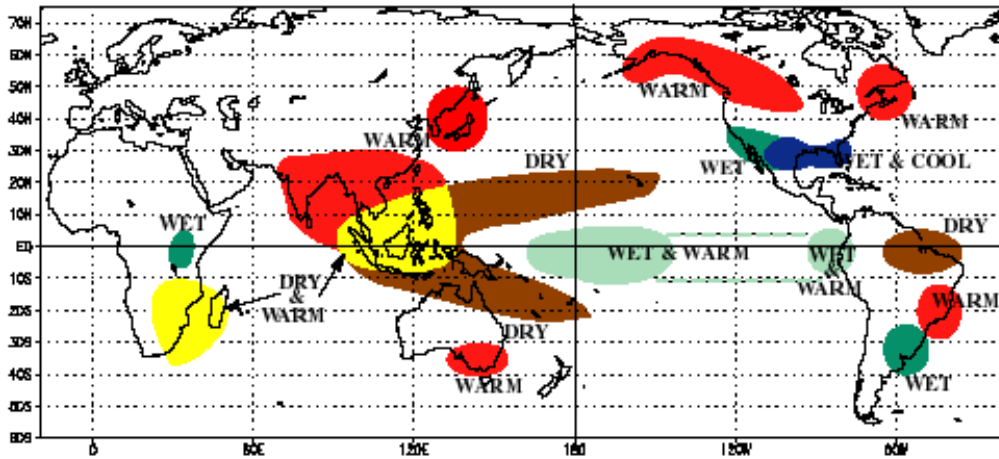 70N
60N
50N
40N
30N
20N
10N
EQ
10S
20S
30S
40S
50S
60S
WARM
WARM
WARM
DRY
WET
WET & COOL
WET
DRY
WET & WARM
WET
&
WARM
DRY
&
WARM
WARM
DRY
WARM
WET
0
60E
120E
180
120W
60W